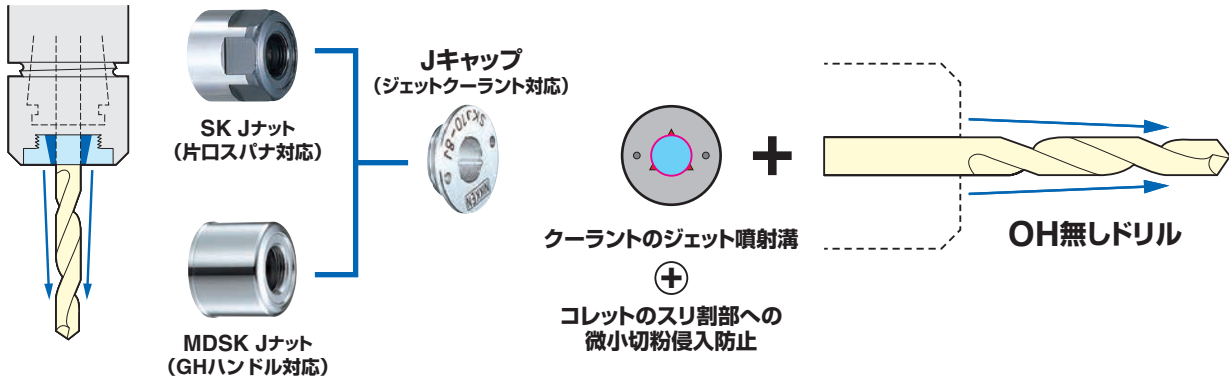 SK Jナット
（片口スパナ対応）
MDSK Jナット
（GHハンドル対応）
Jキャップ
（ジェットクーラント対応）
SKJ10-8J
NIKKEN
クーラントのジェット噴射溝
+
コレットのスリ割部への
微小切粉侵入防止
+
OH無しドリル